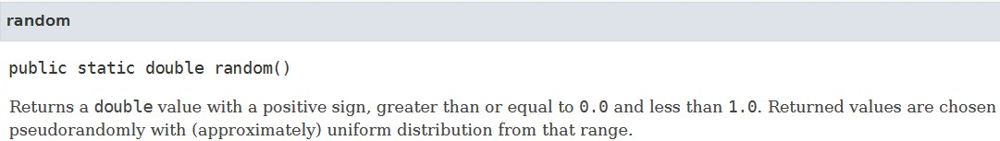 random
public static double random()
Returns a double value with a positive sign, greater than or equal to 0.0 and less than 1.0. Returned values are chosen
pseudorandomly with (approximately) uniform distribution from that range.